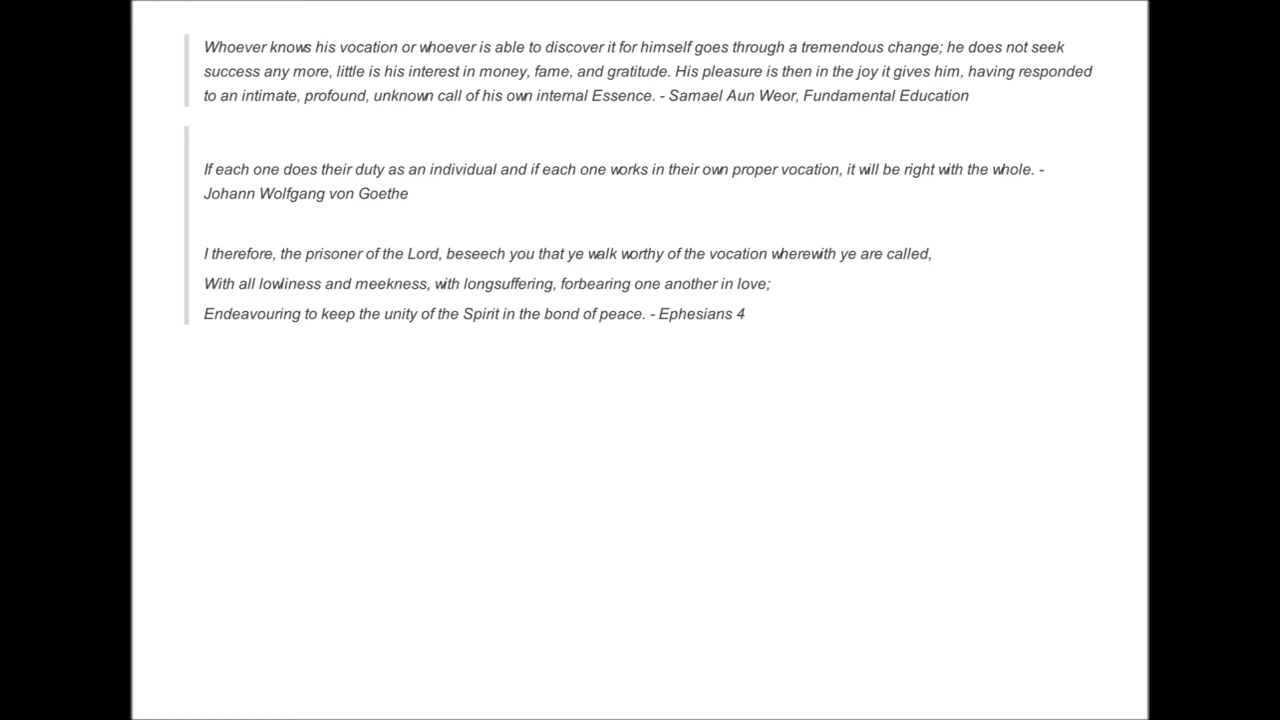 Whoever knows his vocation or whoever is able to discover it for himself goes through a tremendous change; he does not seek
success any more, little is his interest in money, fame, and gratitude. His pleasure is then in the joy it gives him, having responded
to an intimate, profound, unknown call of his own internal Essence. - Samael Aun Weor, Fundamental Education
If each one does their duty as an individual and if each one works in their own proper vocation, it will be right with the whole. -
Johann Wolfgang von Goethe
I therefore, the prisoner of the Lord, beseech you that ye walk worthy of the vocation wherewith ye are called,
With all lowliness and meekness, with longsuffering, forbearing one another in love;
Endeavouring to keep the unity of the Spirit in the bond of peace. - Ephesians 4